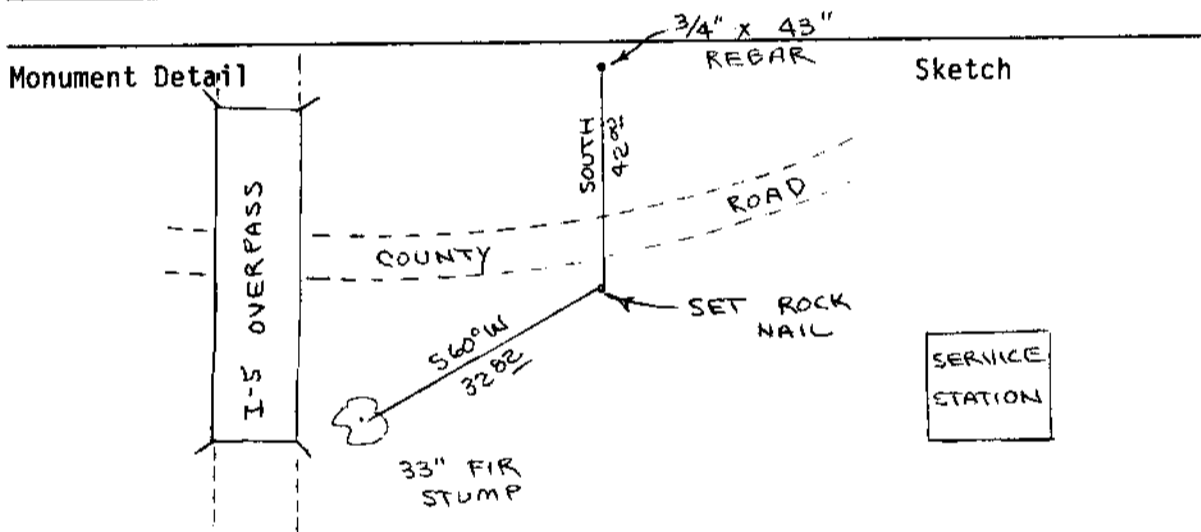 3/4" x 43"
REBAR
Monument Detail
Sketch
SOUTH
42 8
I-5 OVERPASS
ROAD
COUNTY
SET ROCK
NAIL
S60°W
32 82
SERVICE
STATION
33" FIR
STUMP